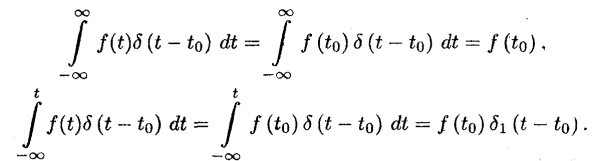 ∫_{−∞}^{∞} f(t)δ (t − t₀) dt = ∫_{−∞}^{∞} f (t₀) δ (t − t₀) dt = f (t₀) ,
∫_{−∞}^{t} f(t)δ (t − t₀) dt = ∫_{−∞}^{t} f (t₀) δ (t − t₀) dt = f (t₀) δ₁ (t − t₀) .